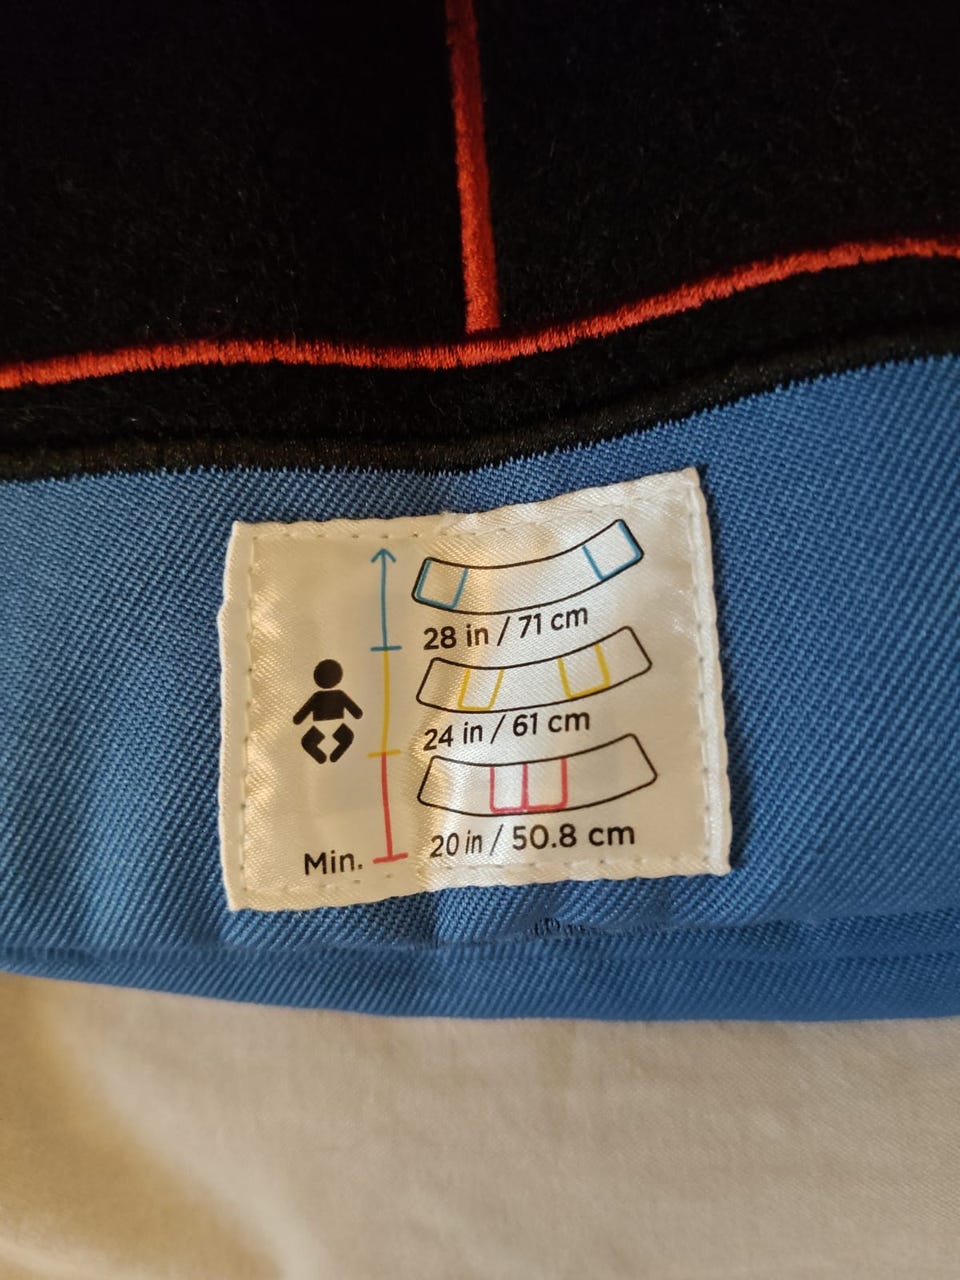 28 in / 71 cm
24 in / 61 cm
20 in / 50.8 cm
Min.